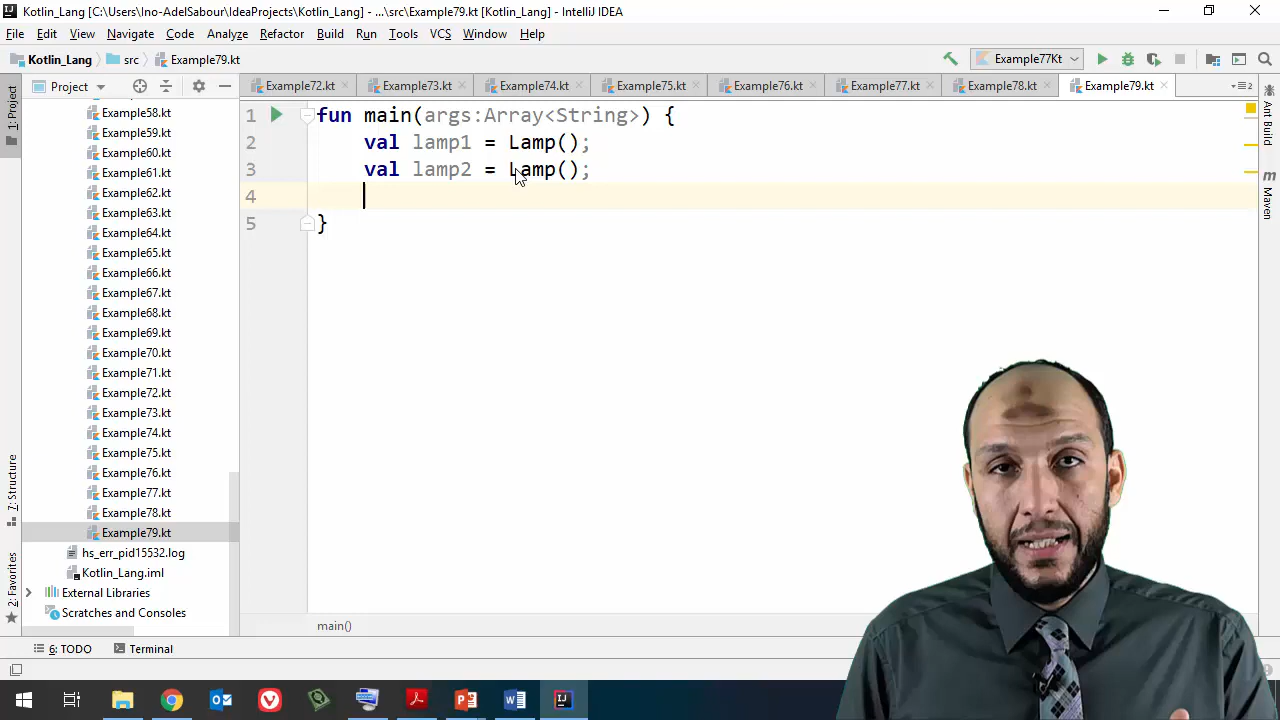 Kotlin_Lang [C:\Users\Ino-AdelSabour\IdeaProjects\Kotlin_Lang] - ...\src\Example79.kt [Kotlin_Lang] - IntelliJ IDEA
File Edit View Navigate Code Analyze Refactor Build Run Tools VCS Window Help
Kotlin_Lang src Example79.kt Example77Kt
Project Example72.kt Example73.kt Example74.kt Example75.kt Example76.kt Example77.kt Example78.kt Example79.kt
1: Project
Example58.kt
Example59.kt
Example60.kt
Example61.kt
Example62.kt
Example63.kt
Example64.kt
Example65.kt
Example66.kt
Example67.kt
Example68.kt
Example69.kt
Example70.kt
Example71.kt
Example72.kt
Example73.kt
Example74.kt
Example75.kt
Example76.kt
Example77.kt
Example78.kt
Example79.kt
hs_err_pid15532.log
Kotlin_Lang.iml
External Libraries
Scratches and Consoles
7: Structure
2: Favorites
1 fun main(args:Array<String>) {
2 val lamp1 = Lamp();
3 val lamp2 = Lamp();
4
5 }
main()
Ant Build
m Maven
6: TODO Terminal